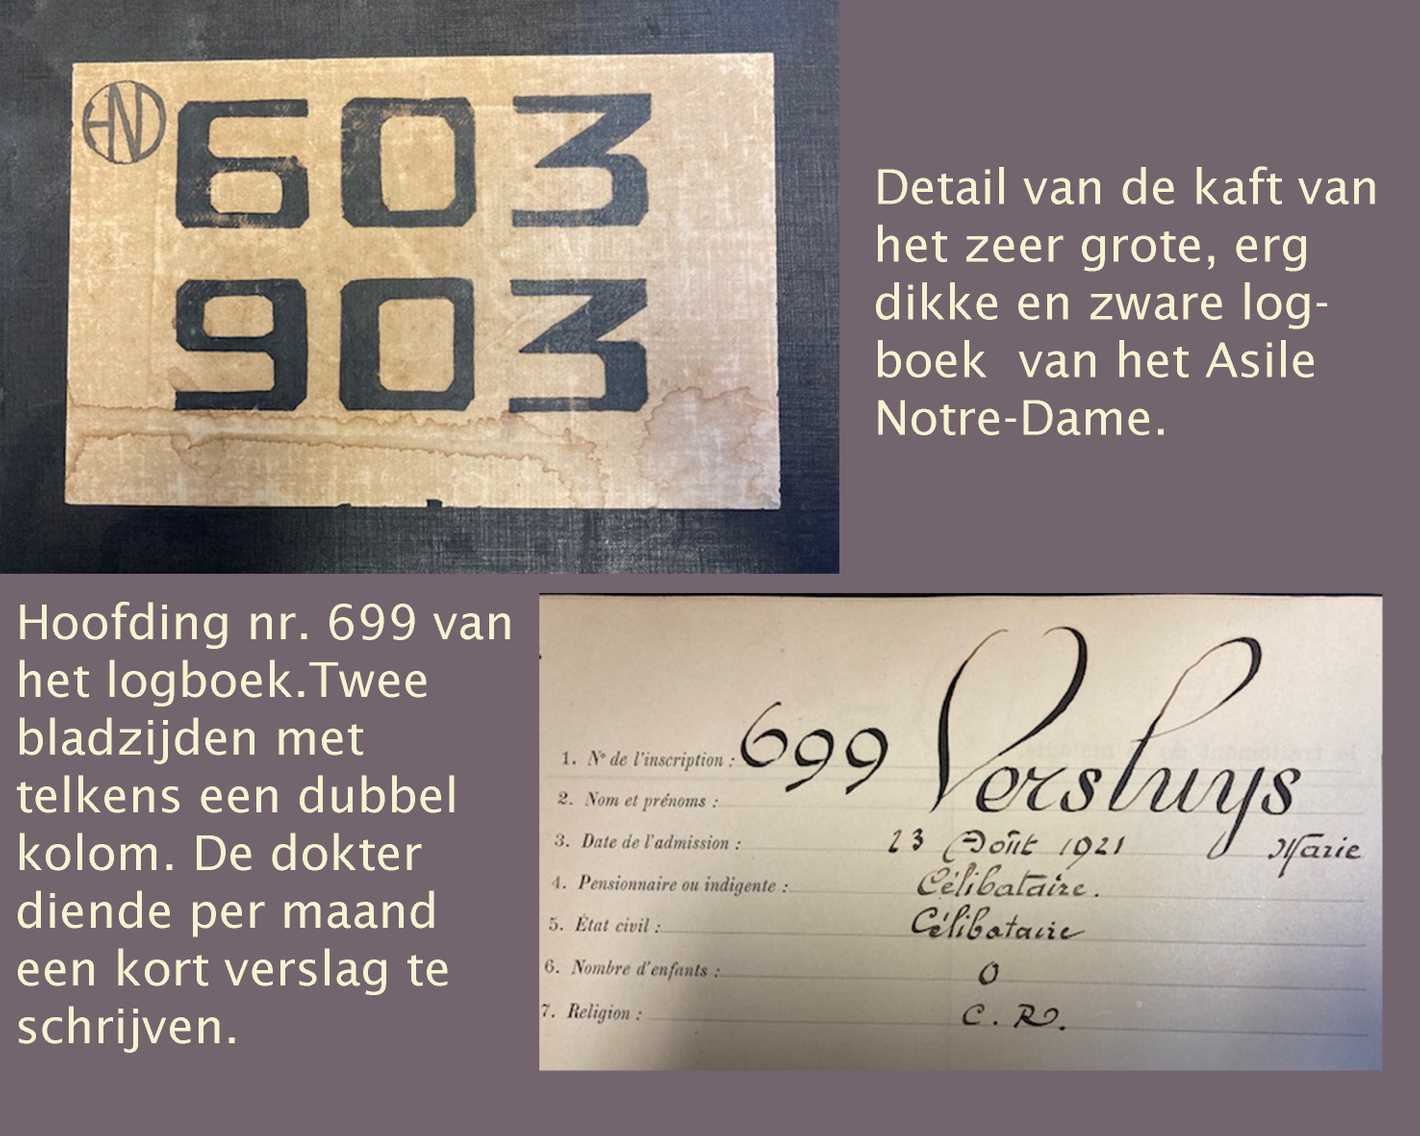 HND
603
903
Detail van de kaft van
het zeer grote, erg
dikke en zware log-
boek  van het Asile
Notre-Dame.
Hoofding nr. 699 van
het logboek.Twee
bladzijden met
telkens een dubbel
kolom. De dokter
diende per maand
een kort verslag te
schrijven.
1. N° de l'inscription : 699 Versluys
2. Nom et prénoms :
3. Date de l'admission : 23 Août 1921 Marie
4. Pensionnaire ou indigente : Célibataire.
5. État civil : Célibataire
6. Nombre d'enfants : 0
7. Religion : C. R.